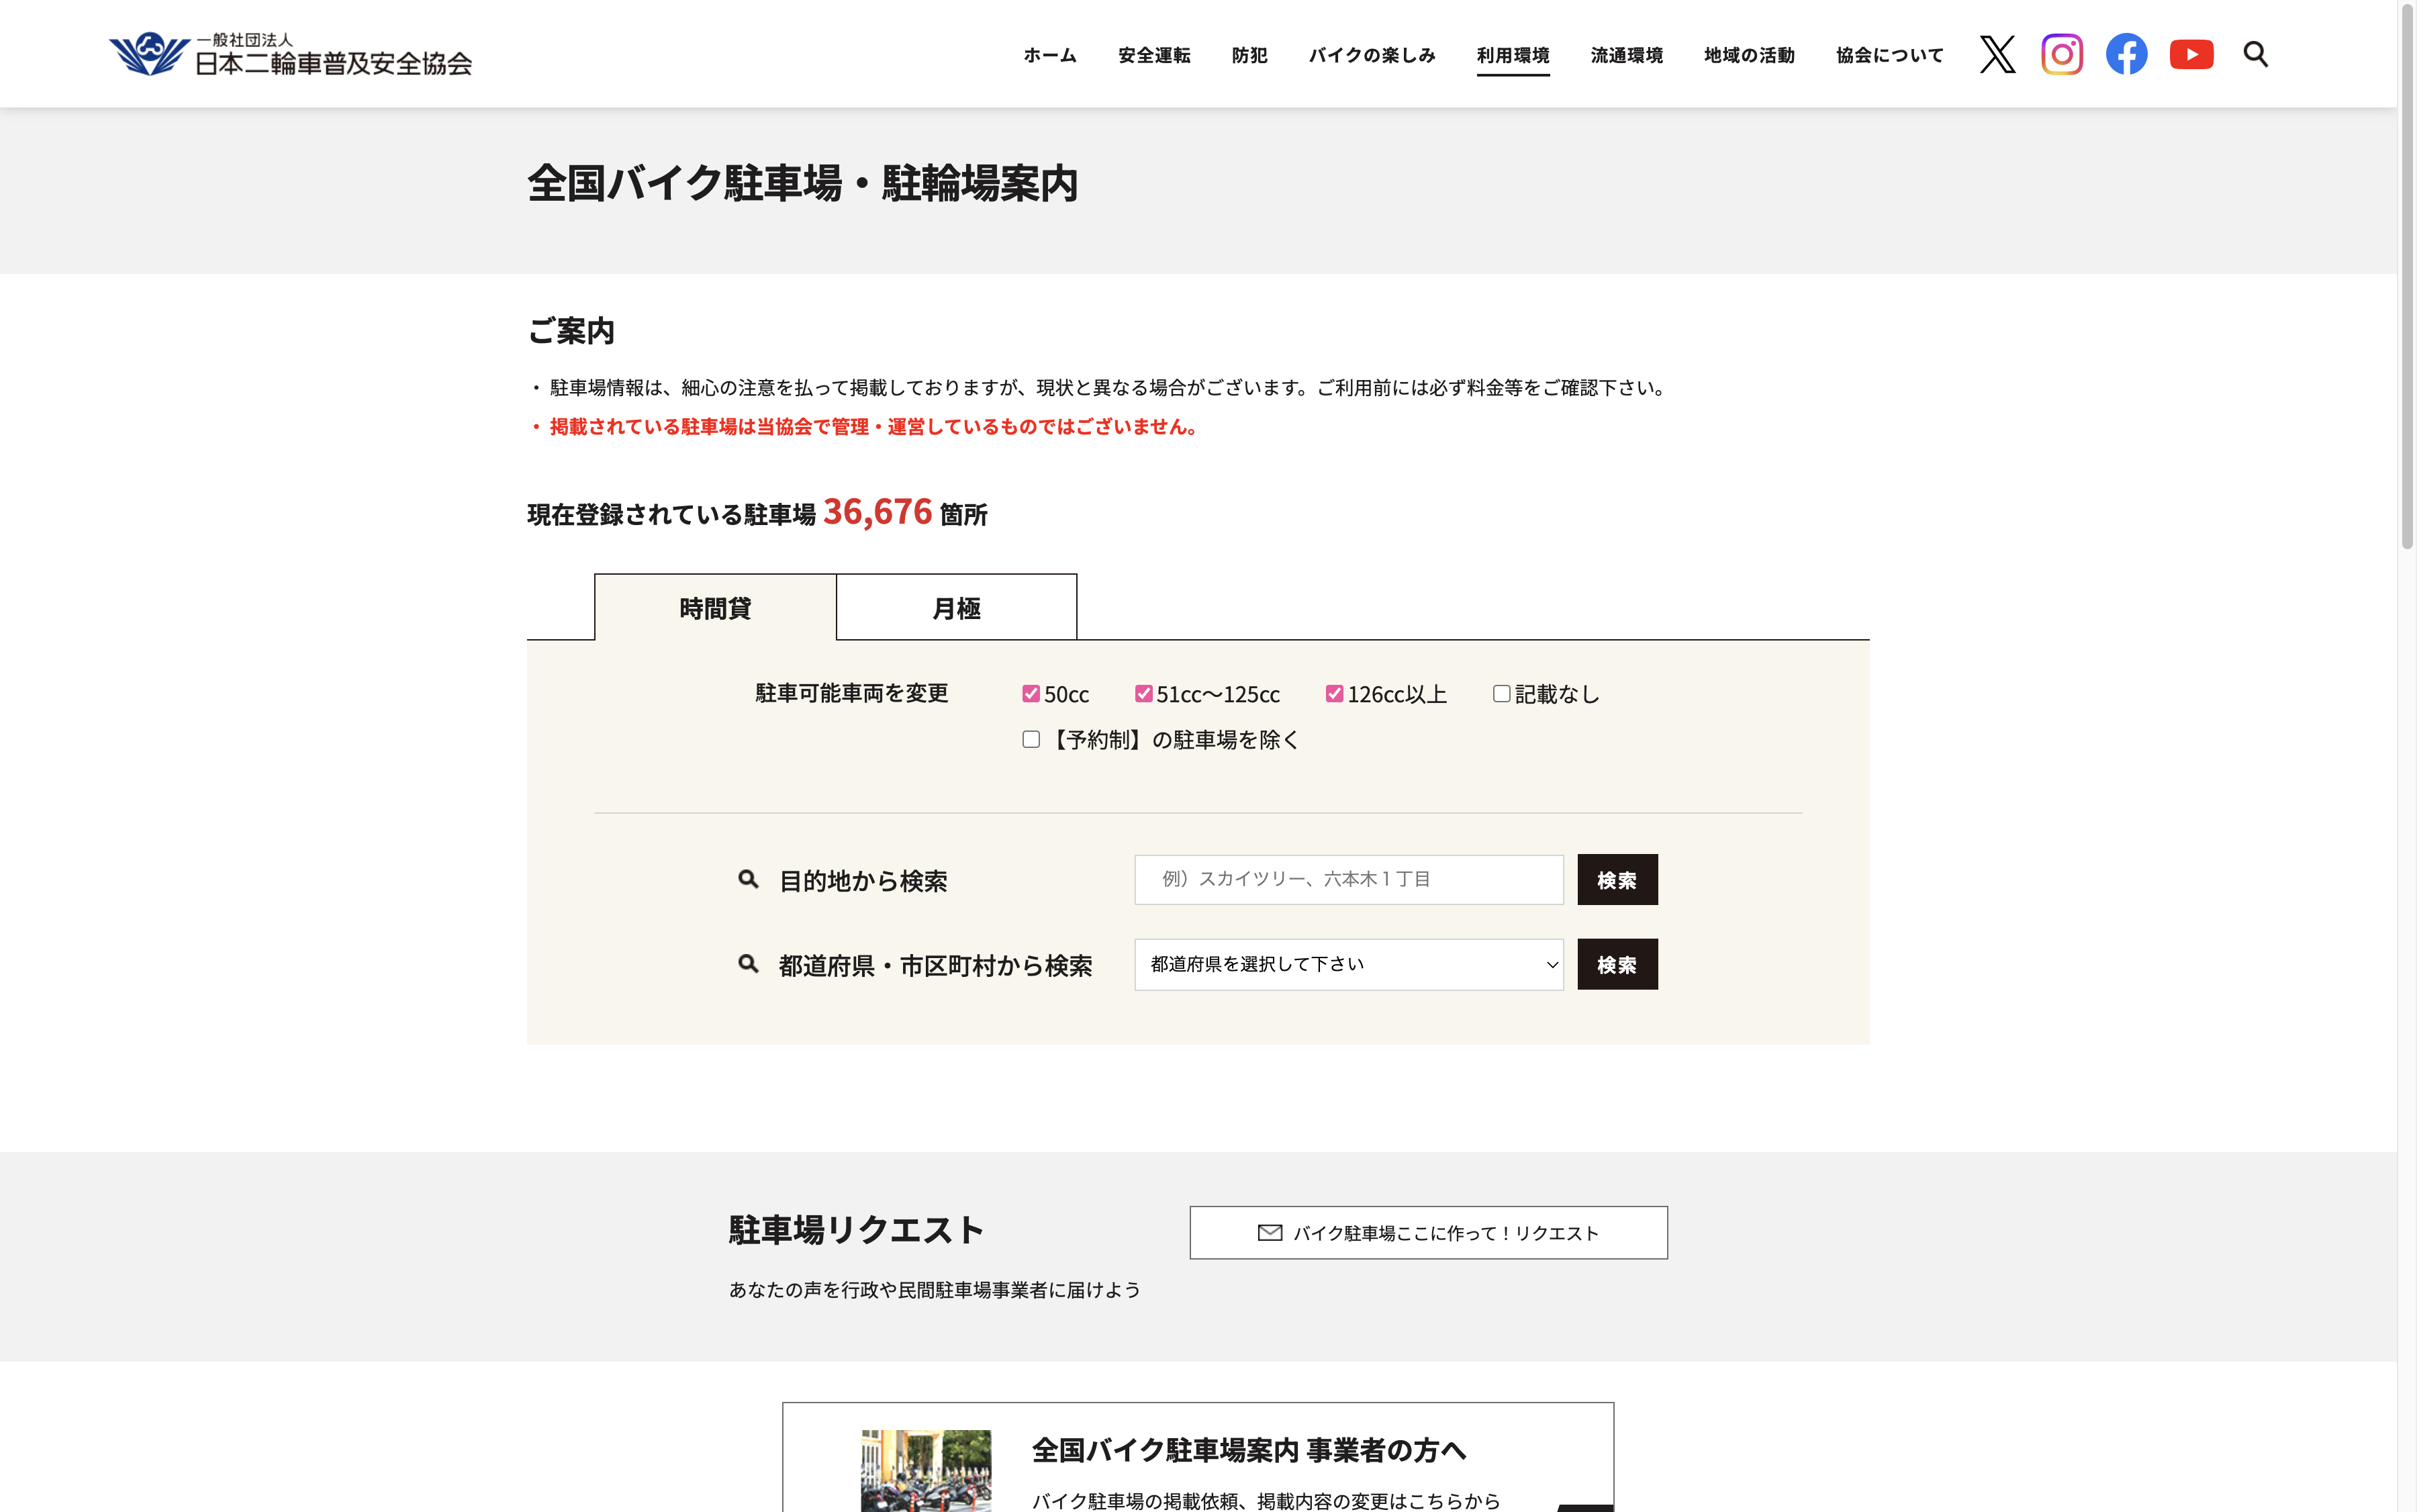 一般社団法人
日本二輪車普及安全協会
ホーム 安全運転 防犯 バイクの楽しみ 利用環境 流通環境 地域の活動 協会について
全国バイク駐車場・駐輪場案内
ご案内
・ 駐車場情報は、細心の注意を払って掲載しておりますが、現状と異なる場合がございます。ご利用前には必ず料金等をご確認下さい。
・ 掲載されている駐車場は当協会で管理・運営しているものではございません。
現在登録されている駐車場 36,676 箇所
時間貸 月極
駐車可能車両を変更 50cc 51cc〜125cc 126cc以上 記載なし
【予約制】の駐車場を除く
目的地から検索 例）スカイツリー、六本木１丁目 検索
都道府県・市区町村から検索 都道府県を選択して下さい 検索
駐車場リクエスト バイク駐車場ここに作って！リクエスト
あなたの声を行政や民間駐車場事業者に届けよう
全国バイク駐車場案内 事業者の方へ
バイク駐車場の掲載依頼、掲載内容の変更はこちらから